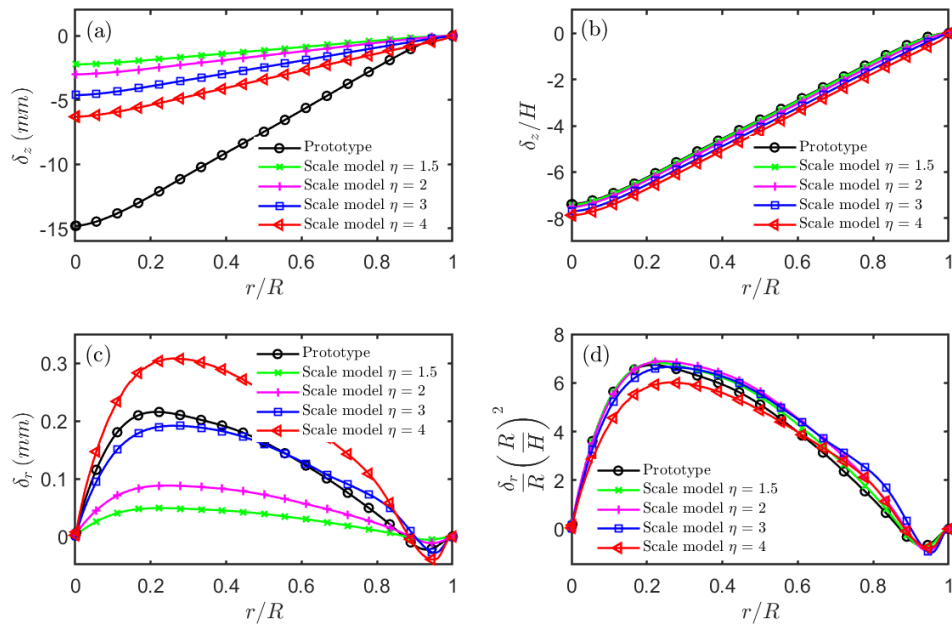 (a)
0
-5
-10
-15
δ_z (mm)
Prototype
Scale model η = 1.5
Scale model η = 2
Scale model η = 3
Scale model η = 4
0 0.2 0.4 0.6 0.8 1
r/R
(b)
0
-2
-4
-6
-8
δ_z/H
Prototype
Scale model η = 1.5
Scale model η = 2
Scale model η = 3
Scale model η = 4
0 0.2 0.4 0.6 0.8 1
r/R
(c)
0.3
0.2
0.1
0
δ_r (mm)
Prototype
Scale model η = 1.5
Scale model η = 2
Scale model η = 3
Scale model η = 4
0 0.2 0.4 0.6 0.8 1
r/R
(d)
8
6
4
2
0
δ_r/R (R/H)^2
Prototype
Scale model η = 1.5
Scale model η = 2
Scale model η = 3
Scale model η = 4
0 0.2 0.4 0.6 0.8 1
r/R